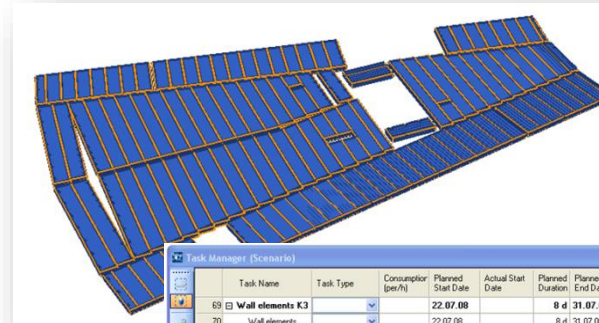 Task Manager (Scenario)
Task Name Task Type Consumption (per/h) Planned Start Date Actual Start Date Planned Duration Planne End Da
69 Wall elements K3 22.07.08 8 d 31.07.
70 Wall elements 22.07.08 8 d 31.07.0